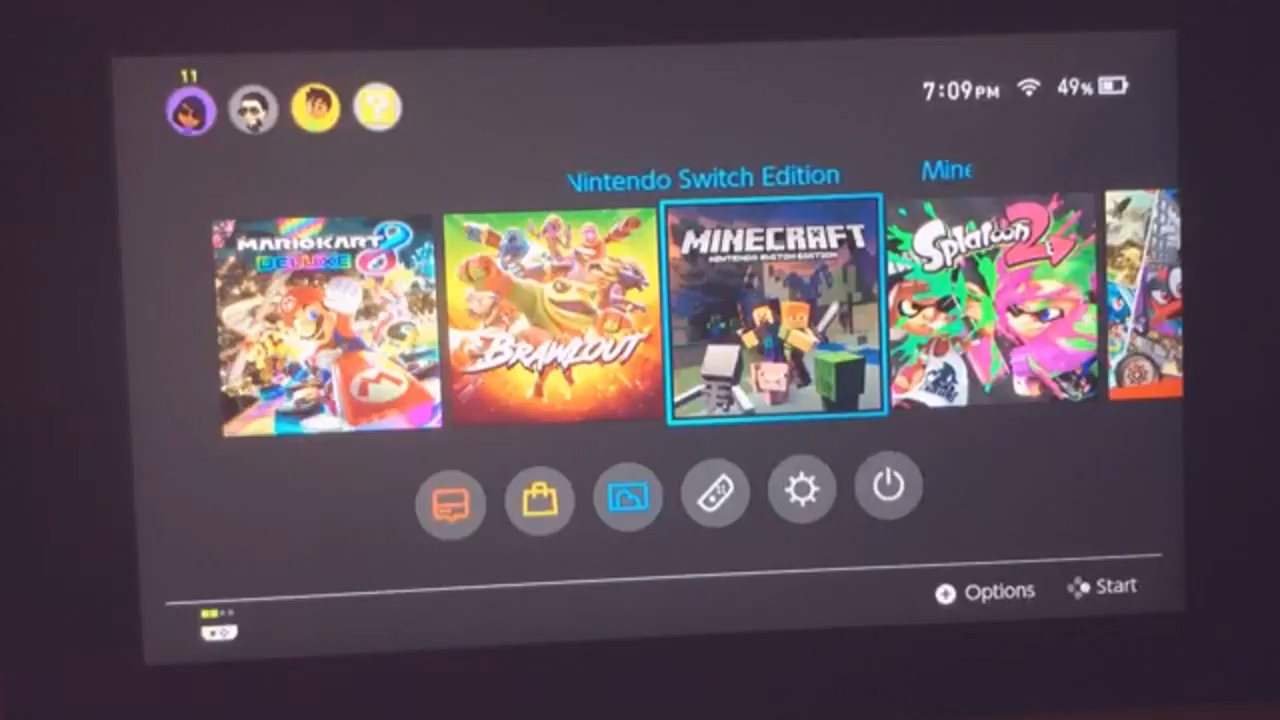 11
7:09PM 49%
Nintendo Switch Edition Mine
MARIOKART 8
DELUXE
BRAWLOUT
MINECRAFT
NINTENDO SWITCH EDITION
Splatoon 2
Options Start